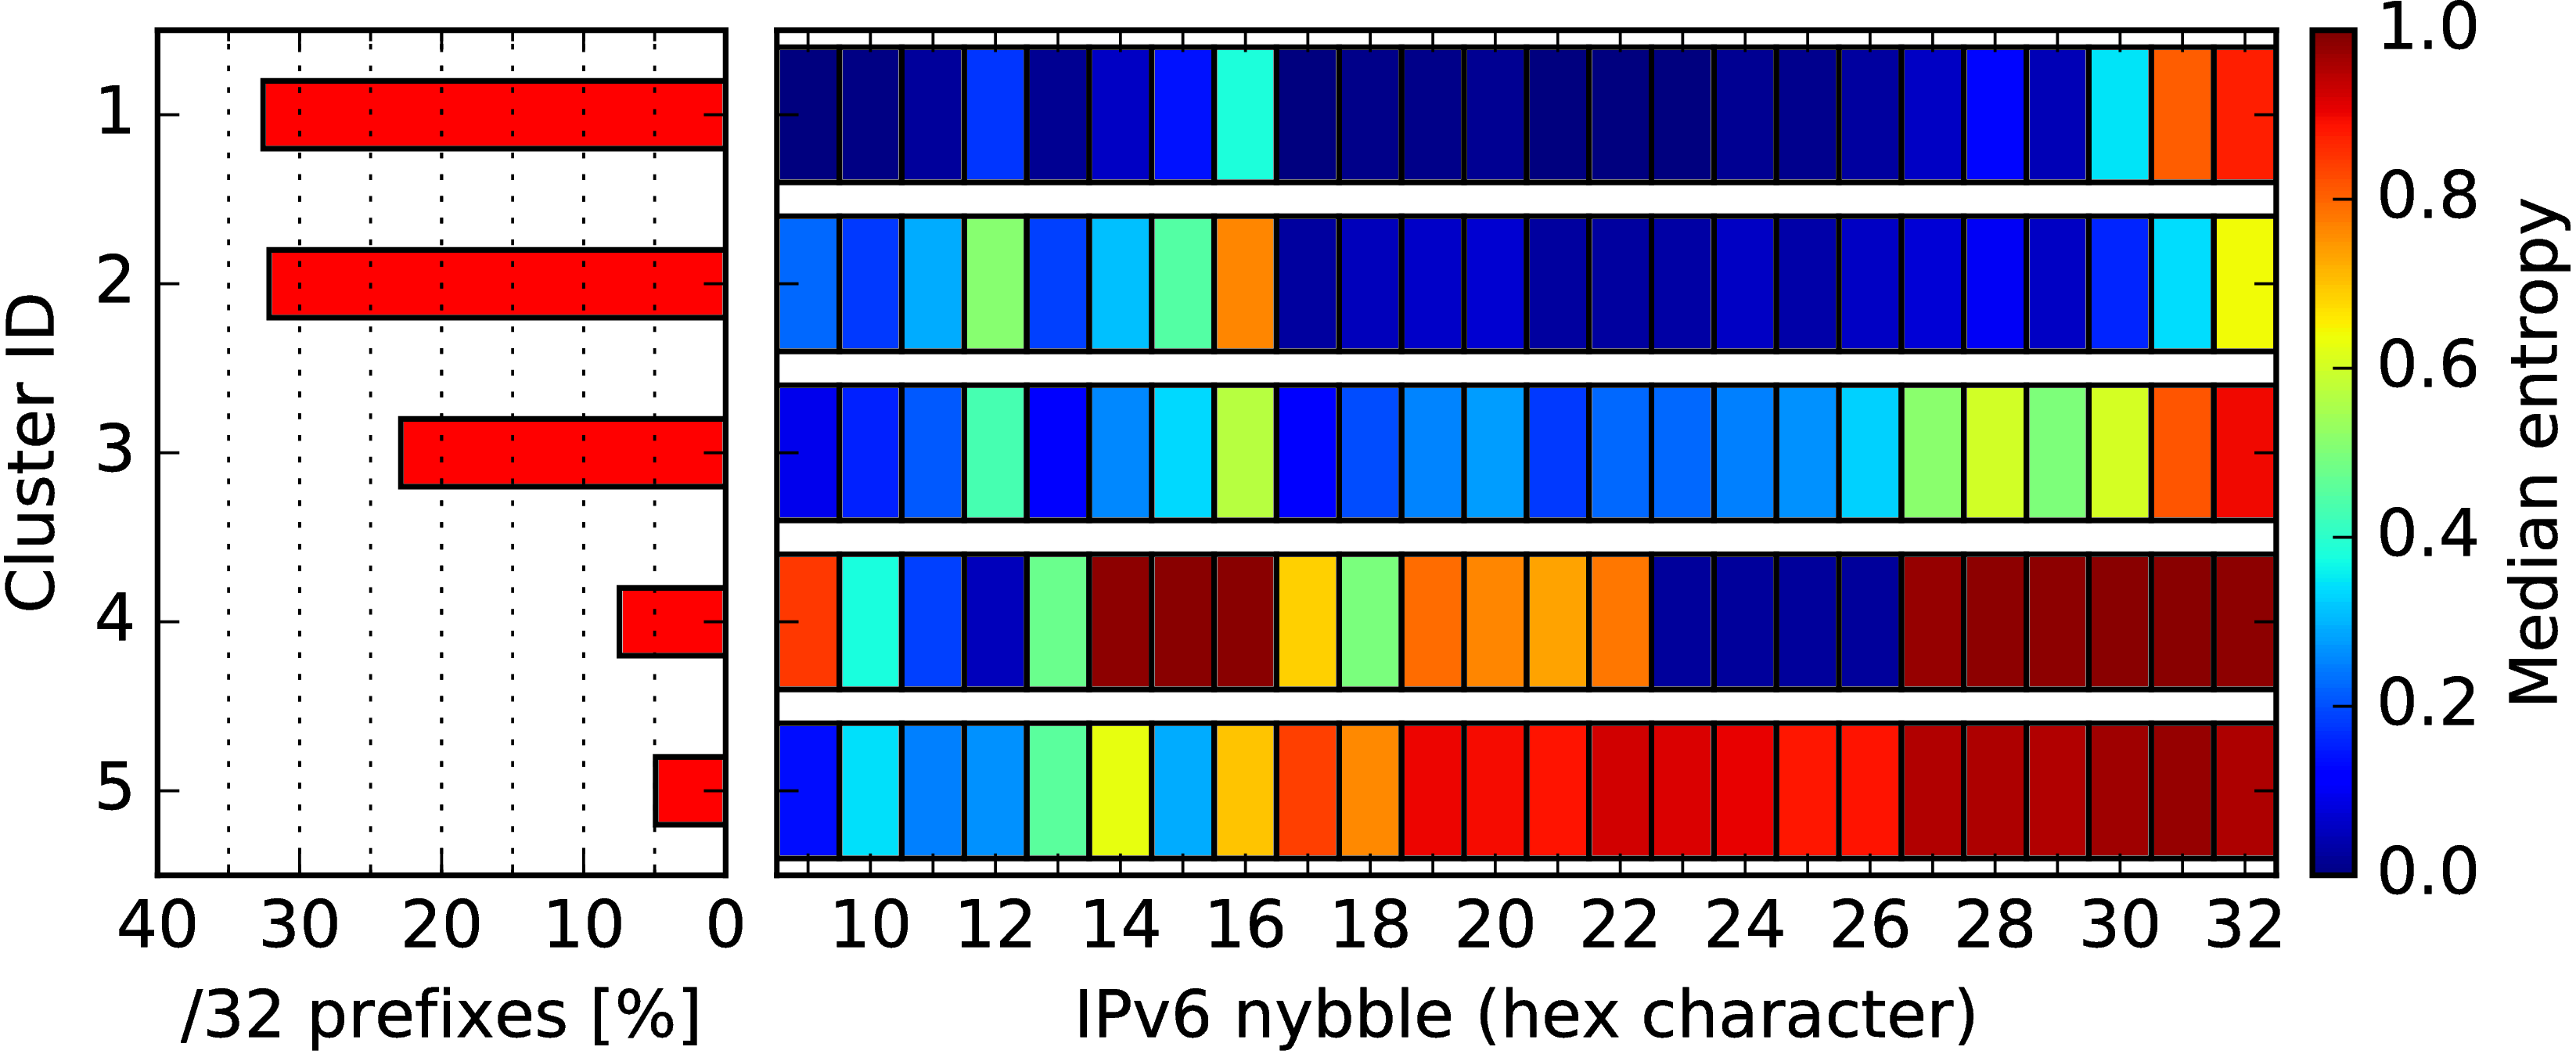 Cluster ID
1
2
3
4
5
40 30 20 10 0
/32 prefixes [%]
10 12 14 16 18 20 22 24 26 28 30 32
IPv6 nybble (hex character)
1.0
0.8
0.6
0.4
0.2
0.0
Median entropy